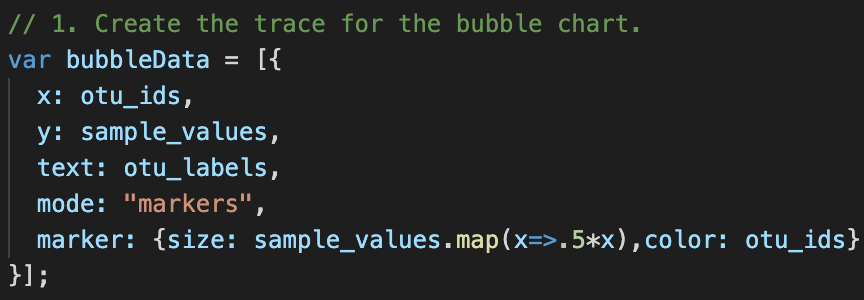 // 1. Create the trace for the bubble chart.
var bubbleData = [{
  x: otu_ids,
  y: sample_values,
  text: otu_labels,
  mode: "markers",
  marker: {size: sample_values.map(x=>.5*x),color: otu_ids}
}];